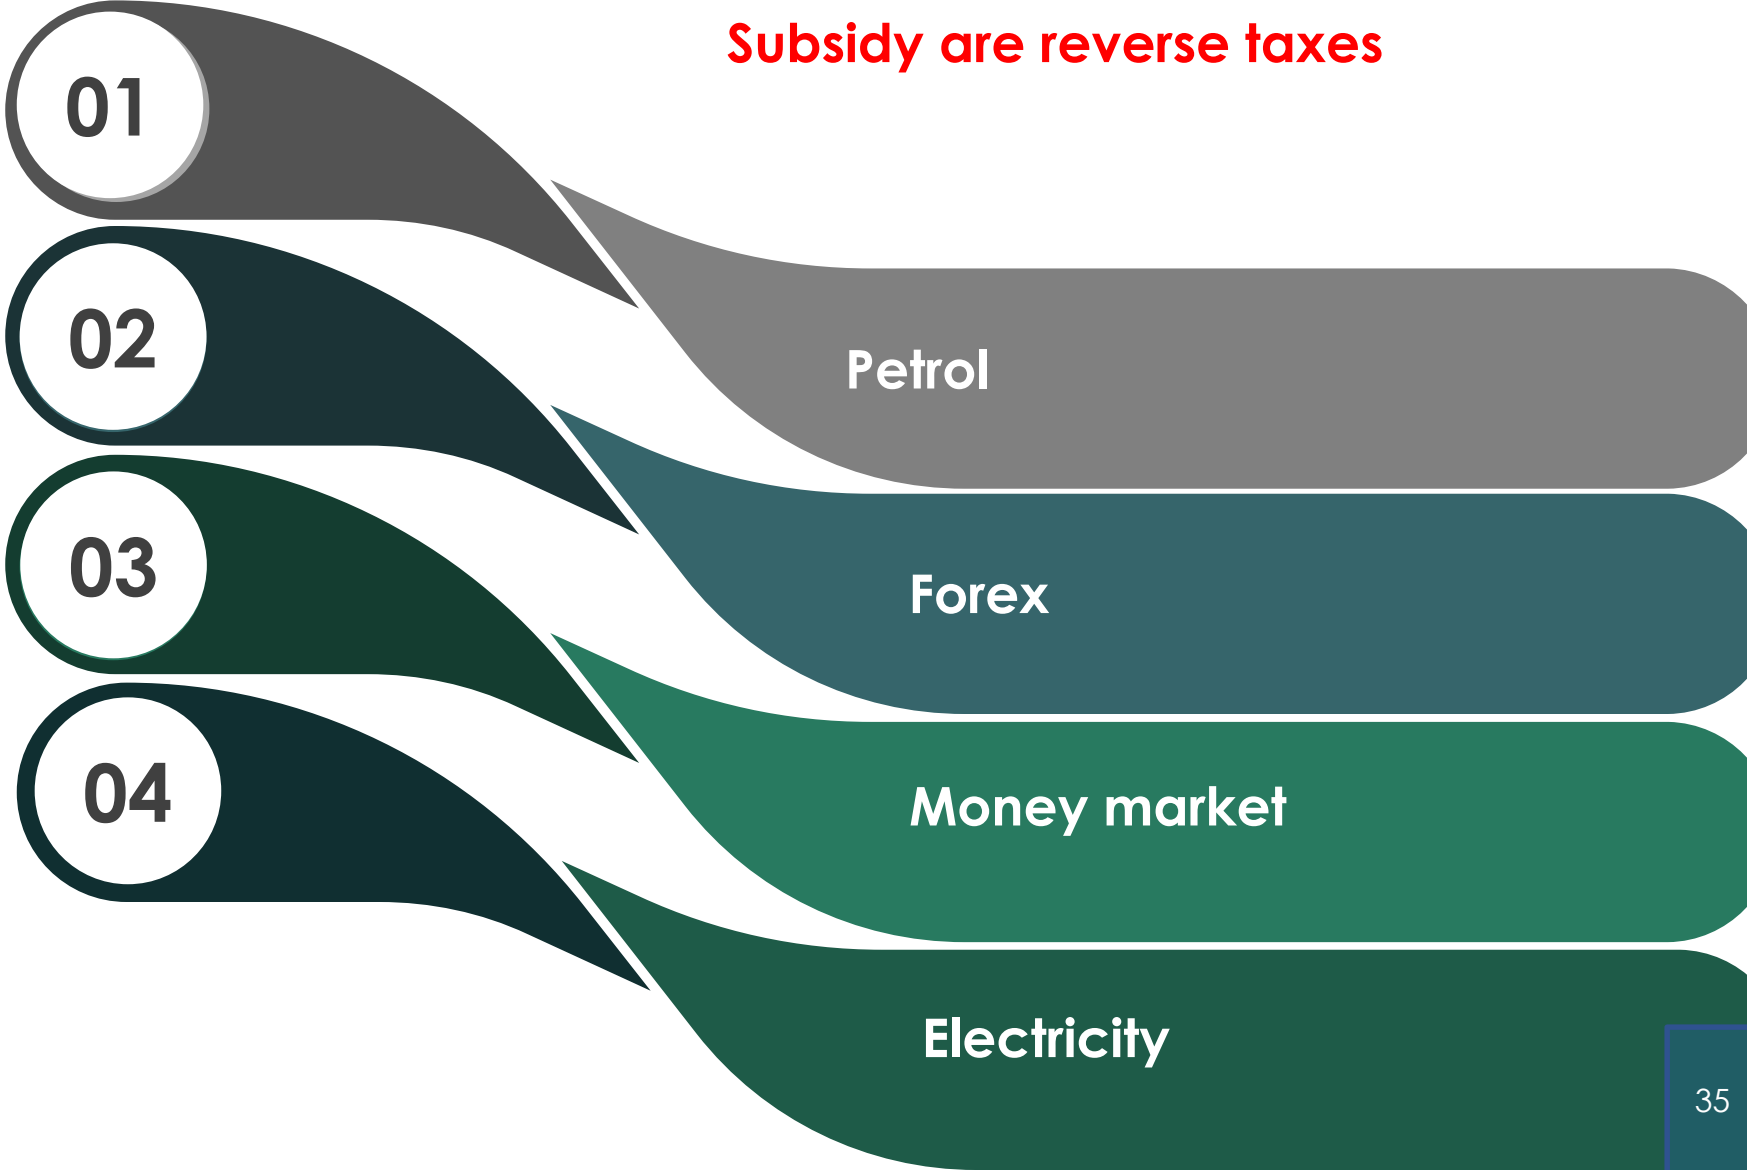 Subsidy are reverse taxes
01
Petrol
02
Forex
03
Money market
04
Electricity
35